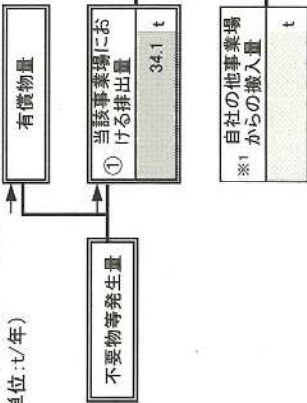 単位:t/年)
不要物等発生量
有償物量
① 当該事業場にお
ける排出量
34.1 t
※1 自社の他事業場
からの搬入量
t